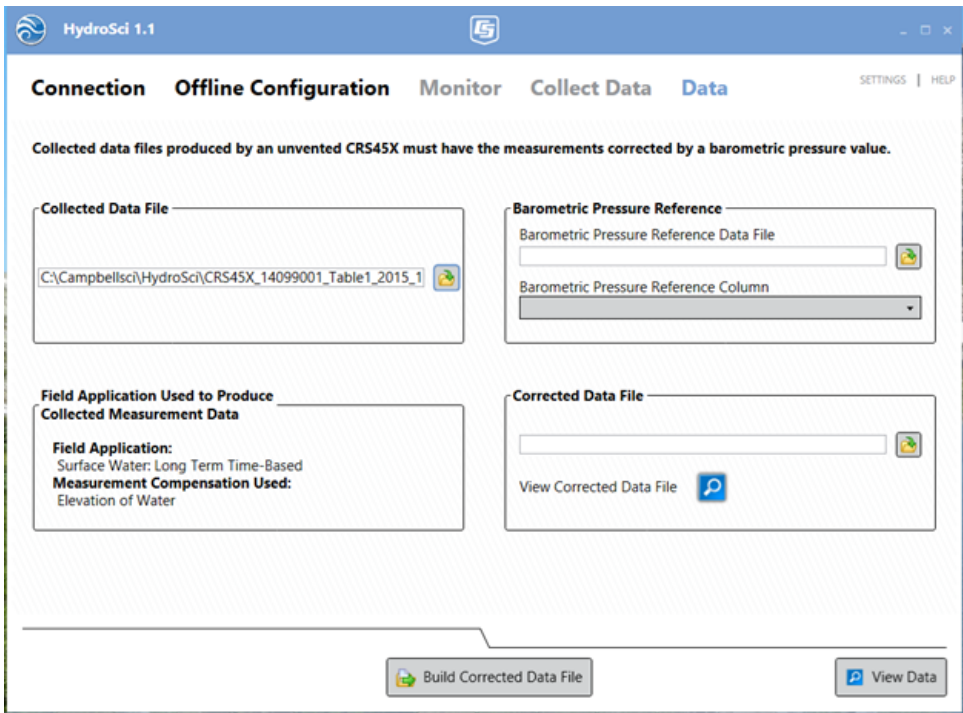 HydroSci 1.1
Connection Offline Configuration Monitor Collect Data Data
SETTINGS | HELP
Collected data files produced by an unvented CRS45X must have the measurements corrected by a barometric pressure value.
Collected Data File
C:\Campbellsci\HydroSci\CRS45X_14099001_Table1_2015_1
Barometric Pressure Reference
Barometric Pressure Reference Data File
Barometric Pressure Reference Column
Field Application Used to Produce
Collected Measurement Data
Field Application:
Surface Water: Long Term Time-Based
Measurement Compensation Used:
Elevation of Water
Corrected Data File
View Corrected Data File
Build Corrected Data File
View Data